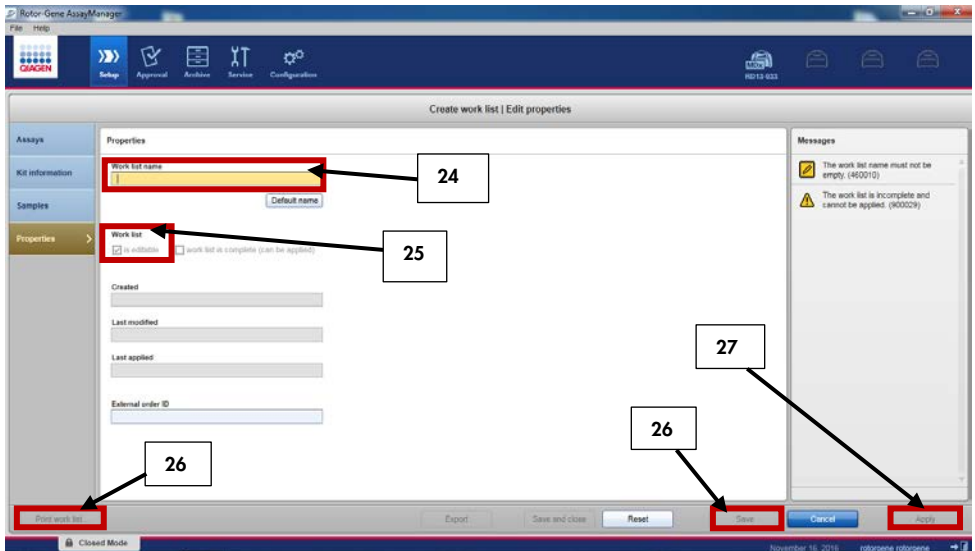 Rotor-Gene AssayManager
File Help
QIAGEN
Setup Approval Archive Service Configuration
MDx
RD13 033
Create work list | Edit properties
Assays
Kit information
Samples
Properties
Properties
Work list name
24
Default name
Work list
is editable work list is complete (can be applied)
25
Created
Last modified
Last applied
External order ID
Messages
The work list name must not be
empty. (460010)
The work list is incomplete and
cannot be applied. (900029)
27
26
26
Print work list Export Save and close Reset Save Cancel Apply
Closed Mode
November 16, 2016 rotorgene rotorgene